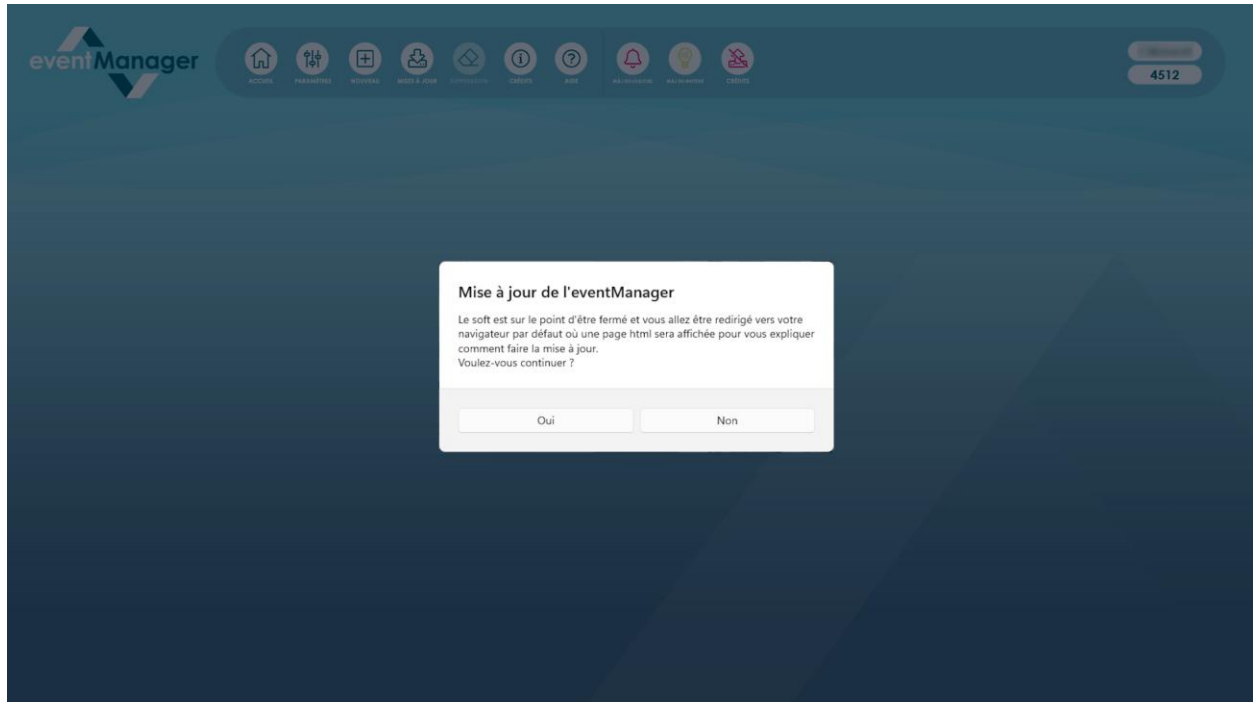 eventManager
ACCUEIL
PARAMÈTRES
NOUVEAU
MISES À JOUR
CRÉDITS
AIDE
CRÉDITS
4512
Mise à jour de l'eventManager
Le soft est sur le point d'être fermé et vous allez être redirigé vers votre
navigateur par défaut où une page html sera affichée pour vous expliquer
comment faire la mise à jour.
Voulez-vous continuer ?
Oui
Non